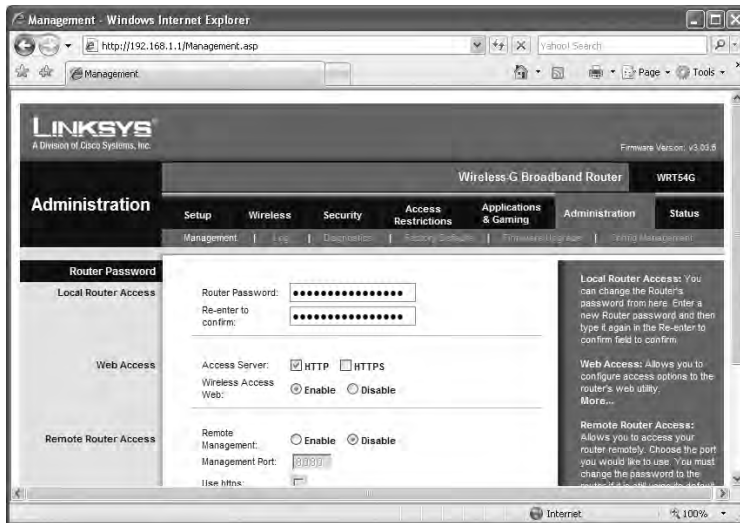 Management - Windows Internet Explorer
http://192.168.1.1/Management.asp
Yahoo! Search
Management
Page
Tools
LINKSYS®
A Division of Cisco Systems, Inc.
Firmware Version: v3.03.6
Wireless-G Broadband Router
WRT54G
Administration
Setup
Wireless
Security
Access Restrictions
Applications & Gaming
Administration
Status
Management | Log | Diagnostics | Factory Defaults | Firmware Upgrade | Config Management
Router Password
Local Router Access
Router Password:
Re-enter to
confirm:
Web Access
Access Server:
HTTP
HTTPS
Wireless Access
Web:
Enable
Disable
Remote Router Access
Remote
Management:
Enable
Disable
Management Port:
8080
Use https:
Local Router Access: You
can change the Router's
password from here. Enter a
new Router password and then
type it again in the Re-enter to
confirm field to confirm.
Web Access: Allows you to
configure access options to the
router's web utility.
More...
Remote Router Access:
Allows you to access your
router remotely. Choose the port
you would like to use. You must
change the password to the
router if it is still using its default
Internet
100%